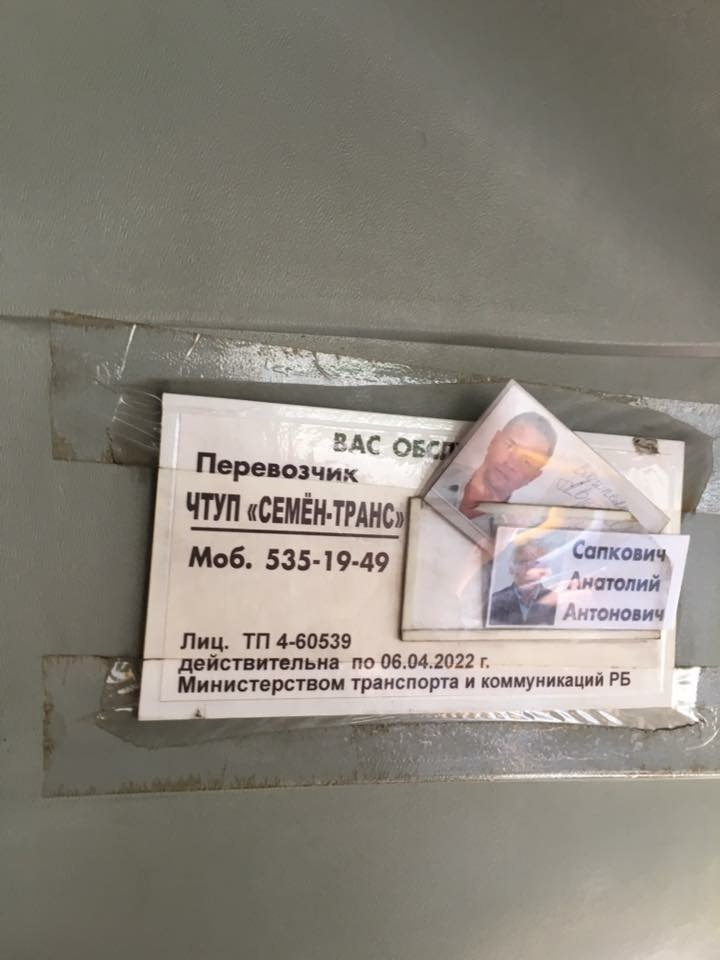 ВАС ОБСЛ
Перевозчик
ЧТУП «СЕМЁН-ТРАНС»
Моб. 535-19-49
Сапкович
Анатолий
Антонович
Лиц. ТП 4-60539
действительна по 06.04.2022 г.
Министерством транспорта и коммуникаций РБ